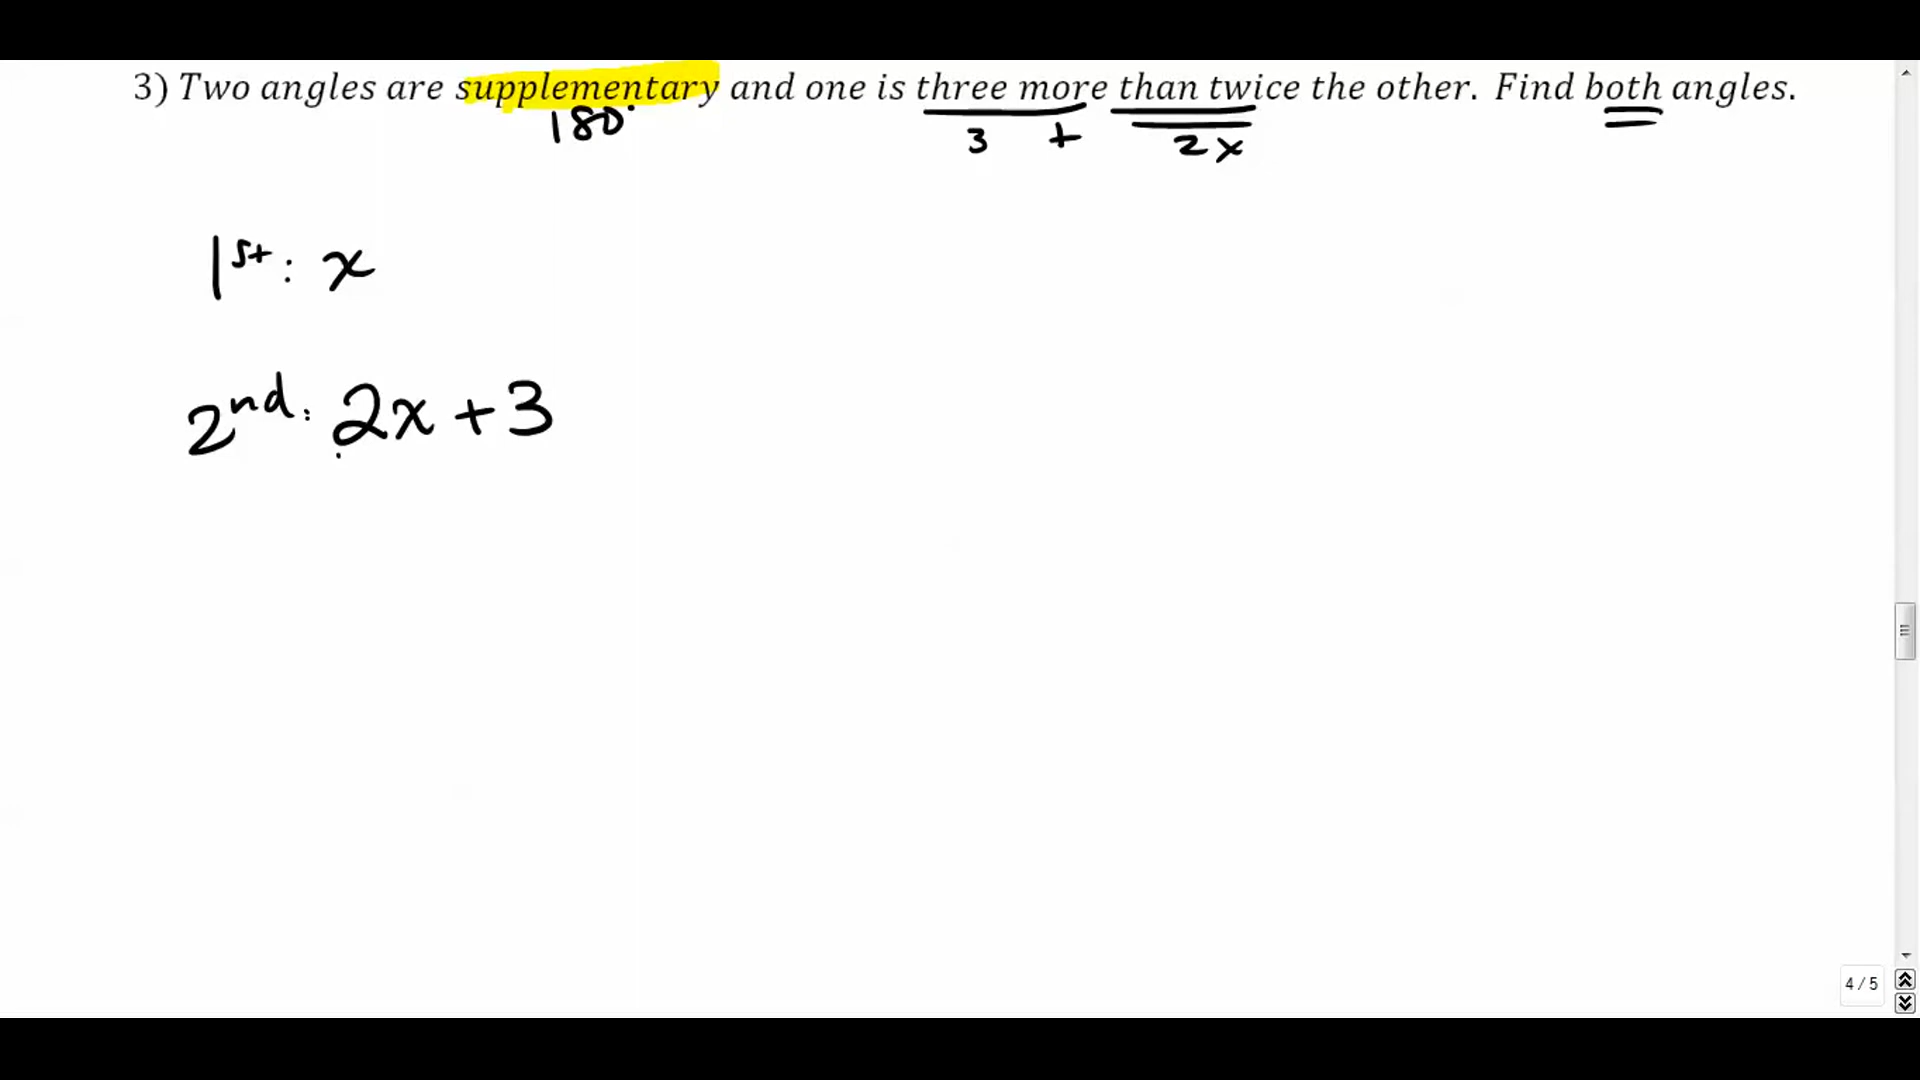 3) Two angles are supplementary and one is three more than twice the other. Find both angles.
180° 3 + 2x
1st: x
2nd: 2x + 3
4 / 5